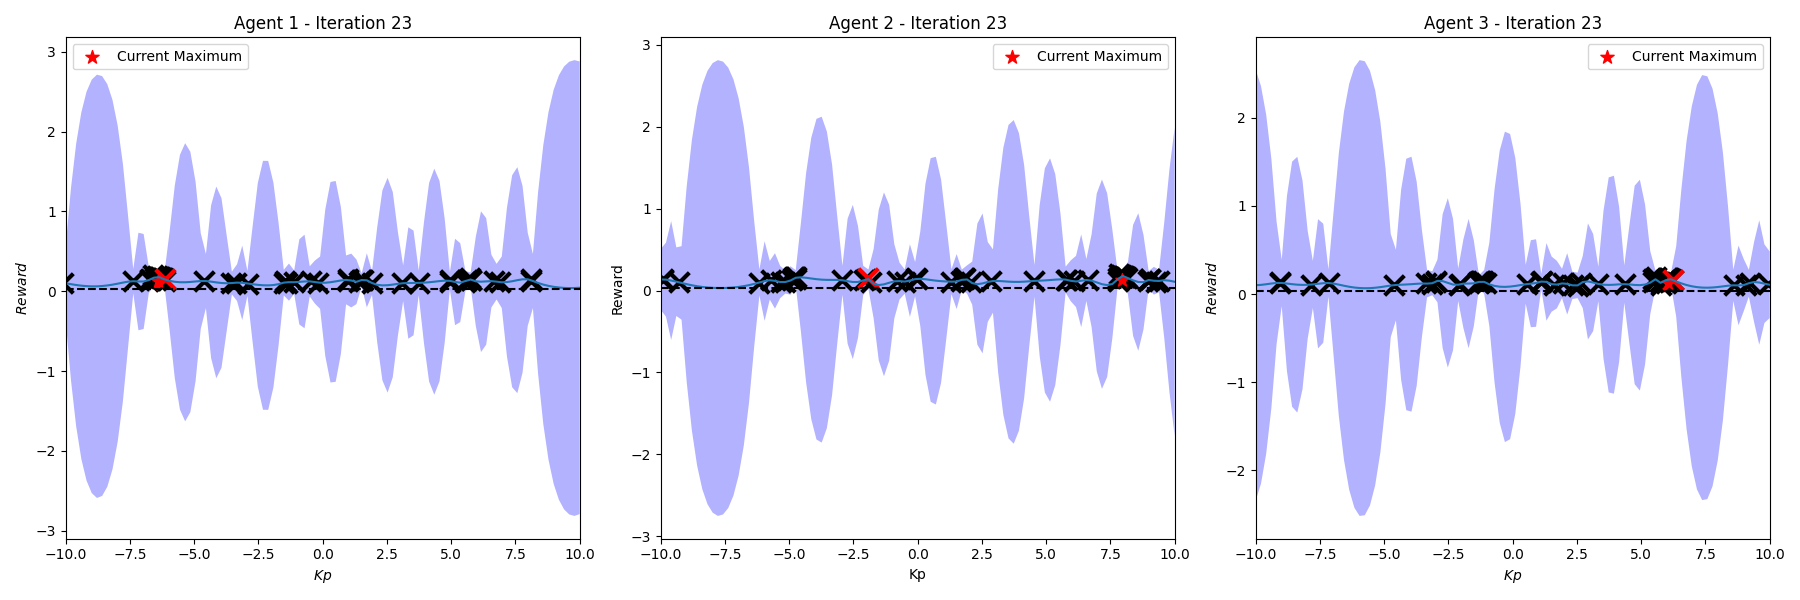 Agent 1 - Iteration 23
Current Maximum
3
2
1
0
−1
−2
−3
Reward
−10.0 −7.5 −5.0 −2.5 0.0 2.5 5.0 7.5 10.0
Kp
Agent 2 - Iteration 23
Current Maximum
3
2
1
0
−1
−2
−3
Reward
−10.0 −7.5 −5.0 −2.5 0.0 2.5 5.0 7.5 10.0
Kp
Agent 3 - Iteration 23
Current Maximum
2
1
0
−1
−2
Reward
−10.0 −7.5 −5.0 −2.5 0.0 2.5 5.0 7.5 10.0
Kp